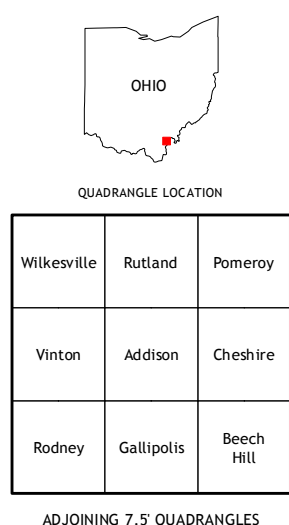 OHIO
QUADRANGLE LOCATION
Wilkesville Rutland Pomeroy
Vinton Addison Cheshire
Rodney Gallipolis Beech
Hill
ADJOINING 7.5' QUADRANGLES